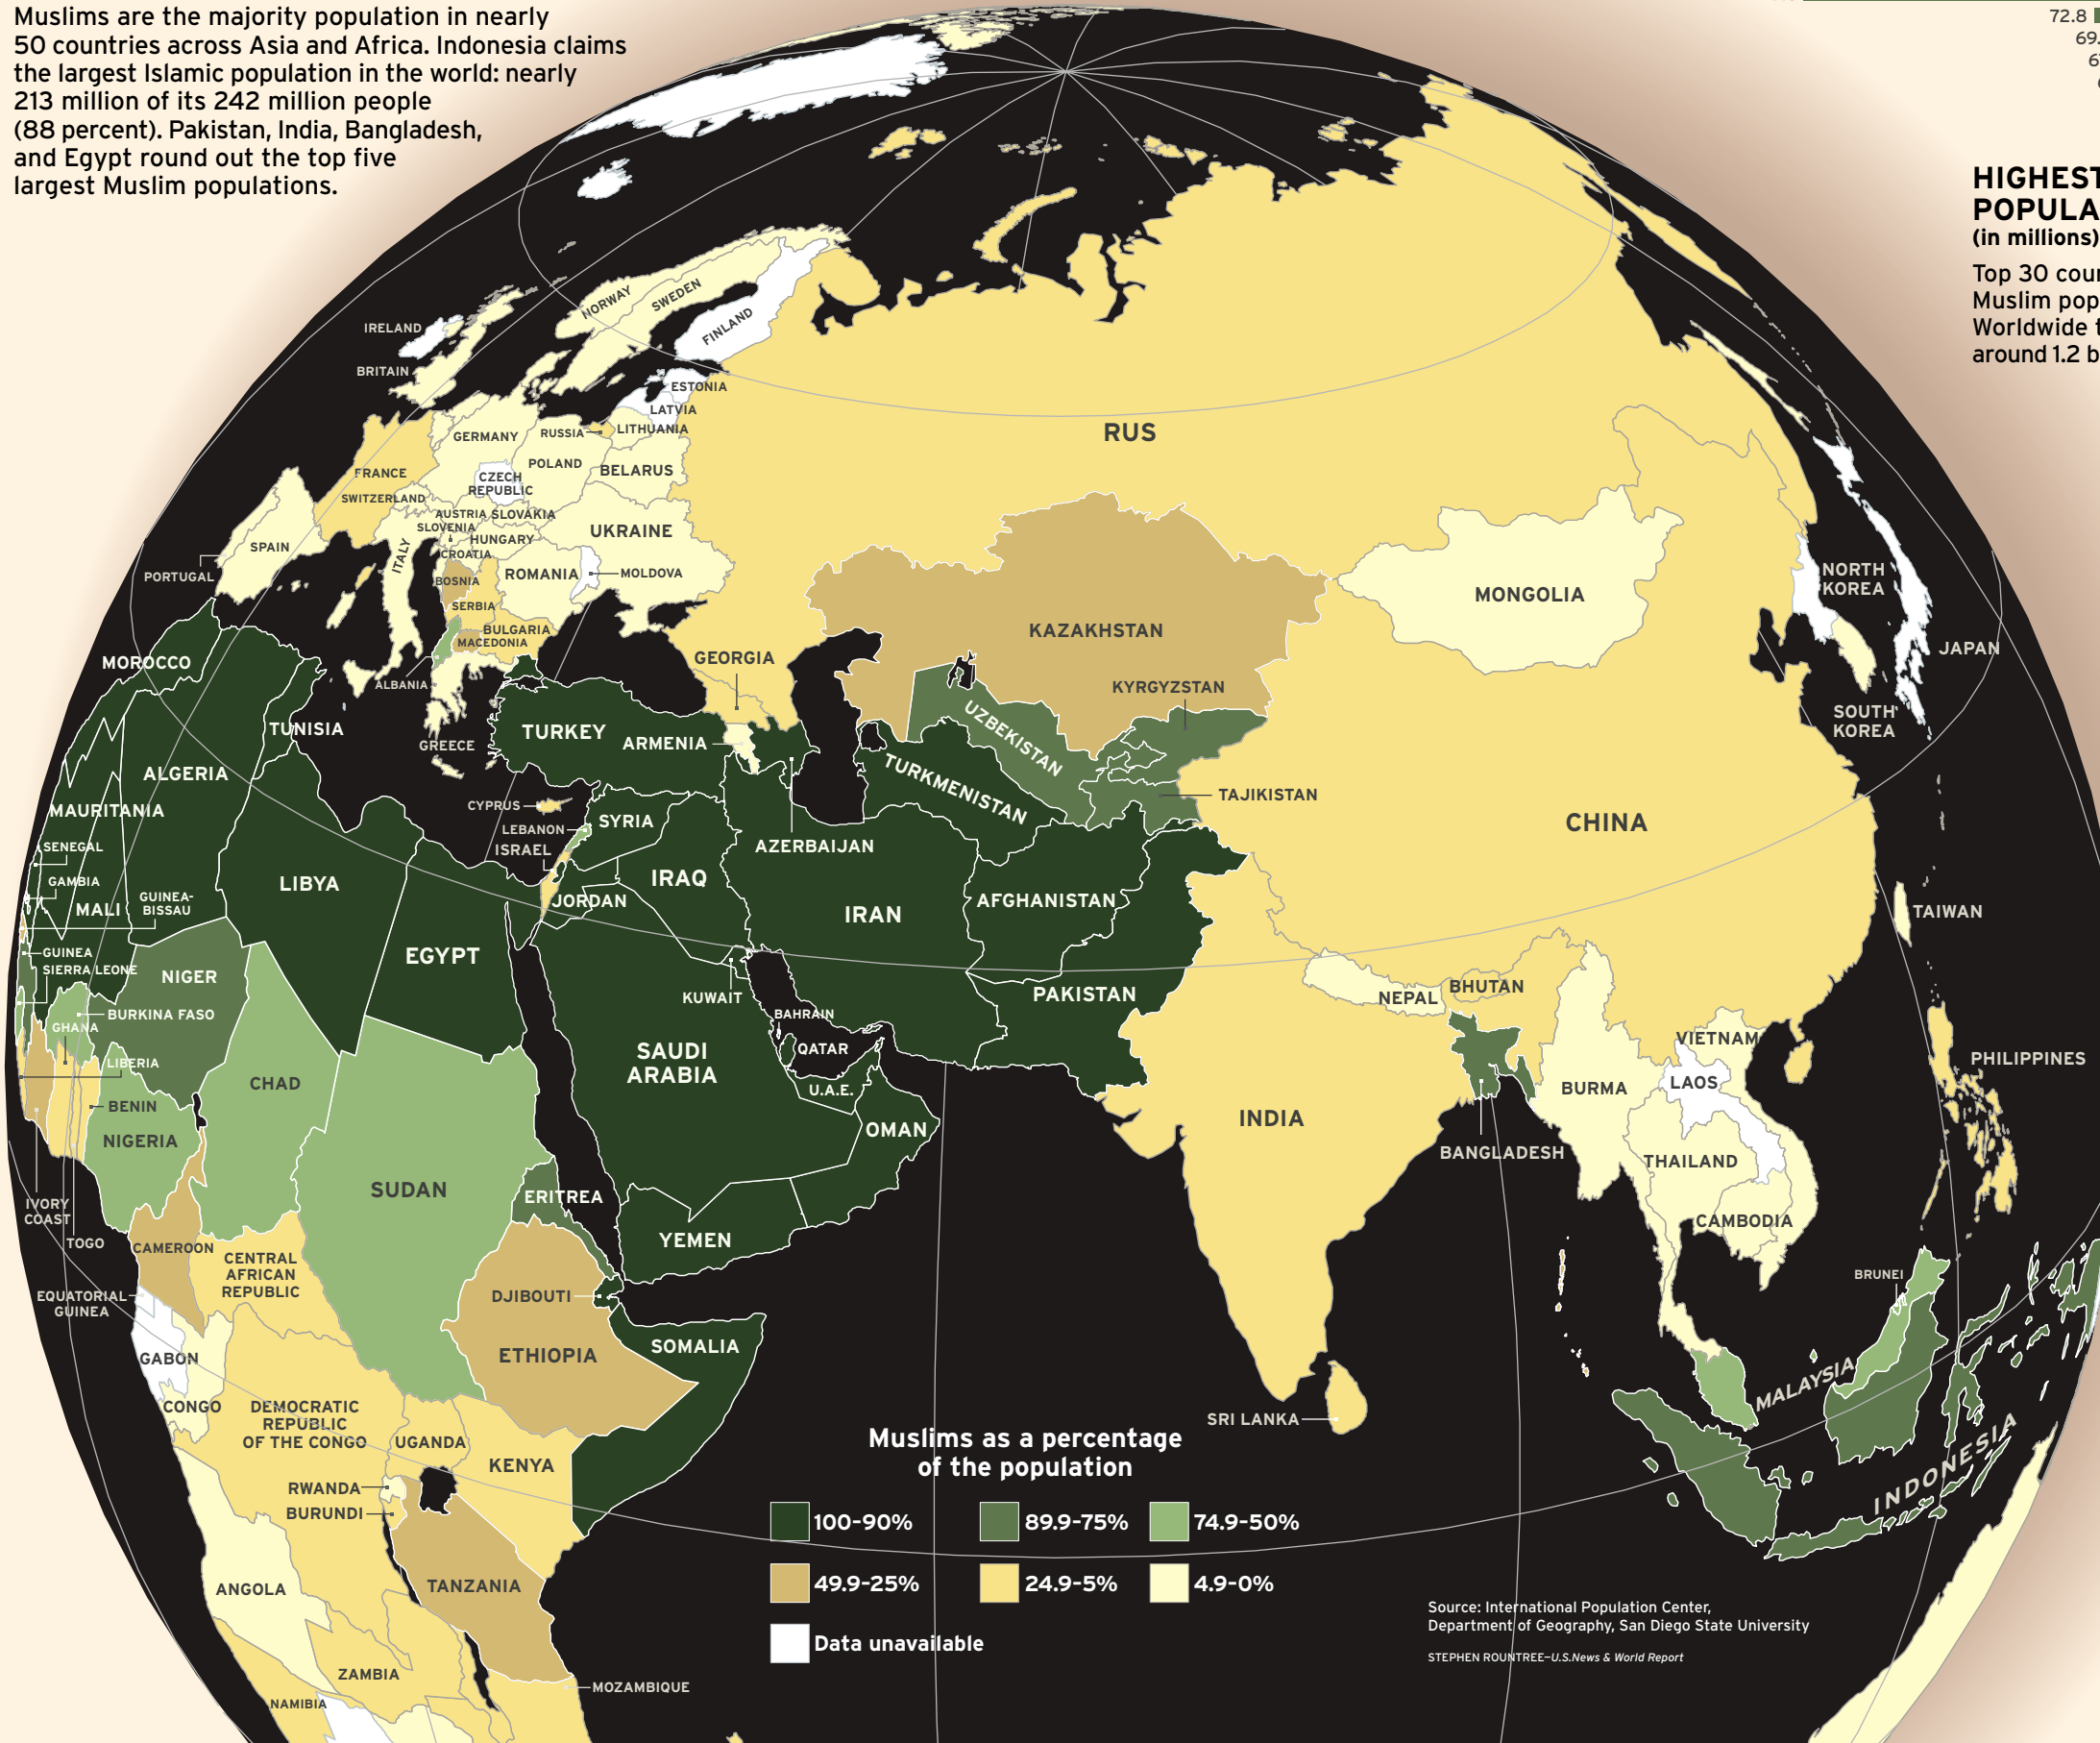 Muslims are the majority population in nearly
50 countries across Asia and Africa. Indonesia claims
the largest Islamic population in the world: nearly
213 million of its 242 million people
(88 percent). Pakistan, India, Bangladesh,
and Egypt round out the top five
largest Muslim populations.
72.8
69.
6
HIGHEST
POPULA
(in millions)
Top 30 coun
Muslim pop
Worldwide t
around 1.2 b
NORWAY
SWEDEN
FINLAND
IRELAND
BRITAIN
ESTONIA
LATVIA
LITHUANIA
RUSSIA
GERMANY
POLAND
BELARUS
FRANCE
CZECH
REPUBLIC
SWITZERLAND
AUSTRIA
SLOVAKIA
SLOVENIA
HUNGARY
UKRAINE
CROATIA
SPAIN
PORTUGAL
ITALY
BOSNIA
ROMANIA
MOLDOVA
SERBIA
BULGARIA
MACEDONIA
ALBANIA
GREECE
RUS
KAZAKHSTAN
MONGOLIA
NORTH
KOREA
JAPAN
SOUTH
KOREA
GEORGIA
KYRGYZSTAN
UZBEKISTAN
TURKMENISTAN
TAJIKISTAN
CHINA
TAIWAN
MOROCCO
TUNISIA
ALGERIA
MAURITANIA
SENEGAL
GAMBIA
MALI
GUINEA-
BISSAU
GUINEA
SIERRA LEONE
NIGER
BURKINA FASO
GHANA
LIBERIA
BENIN
NIGERIA
IVORY
COAST
TOGO
LIBYA
EGYPT
CHAD
SUDAN
TURKEY
ARMENIA
CYPRUS
LEBANON
ISRAEL
SYRIA
JORDAN
IRAQ
AZERBAIJAN
IRAN
AFGHANISTAN
PAKISTAN
KUWAIT
BAHRAIN
QATAR
SAUDI
ARABIA
U.A.E.
OMAN
YEMEN
ERITREA
DJIBOUTI
ETHIOPIA
SOMALIA
CAMEROON
CENTRAL
AFRICAN
REPUBLIC
EQUATORIAL
GUINEA
GABON
CONGO
DEMOCRATIC
REPUBLIC
OF THE CONGO
UGANDA
KENYA
RWANDA
BURUNDI
TANZANIA
ANGOLA
ZAMBIA
NAMIBIA
MOZAMBIQUE
NEPAL
BHUTAN
INDIA
BANGLADESH
BURMA
VIETNAM
LAOS
THAILAND
CAMBODIA
PHILIPPINES
BRUNEI
MALAYSIA
INDONESIA
SRI LANKA
Muslims as a percentage
of the population
100-90%
89.9-75%
74.9-50%
49.9-25%
24.9-5%
4.9-0%
Data unavailable
Source: International Population Center,
Department of Geography, San Diego State University
STEPHEN ROUNTREE—U.S.News & World Report